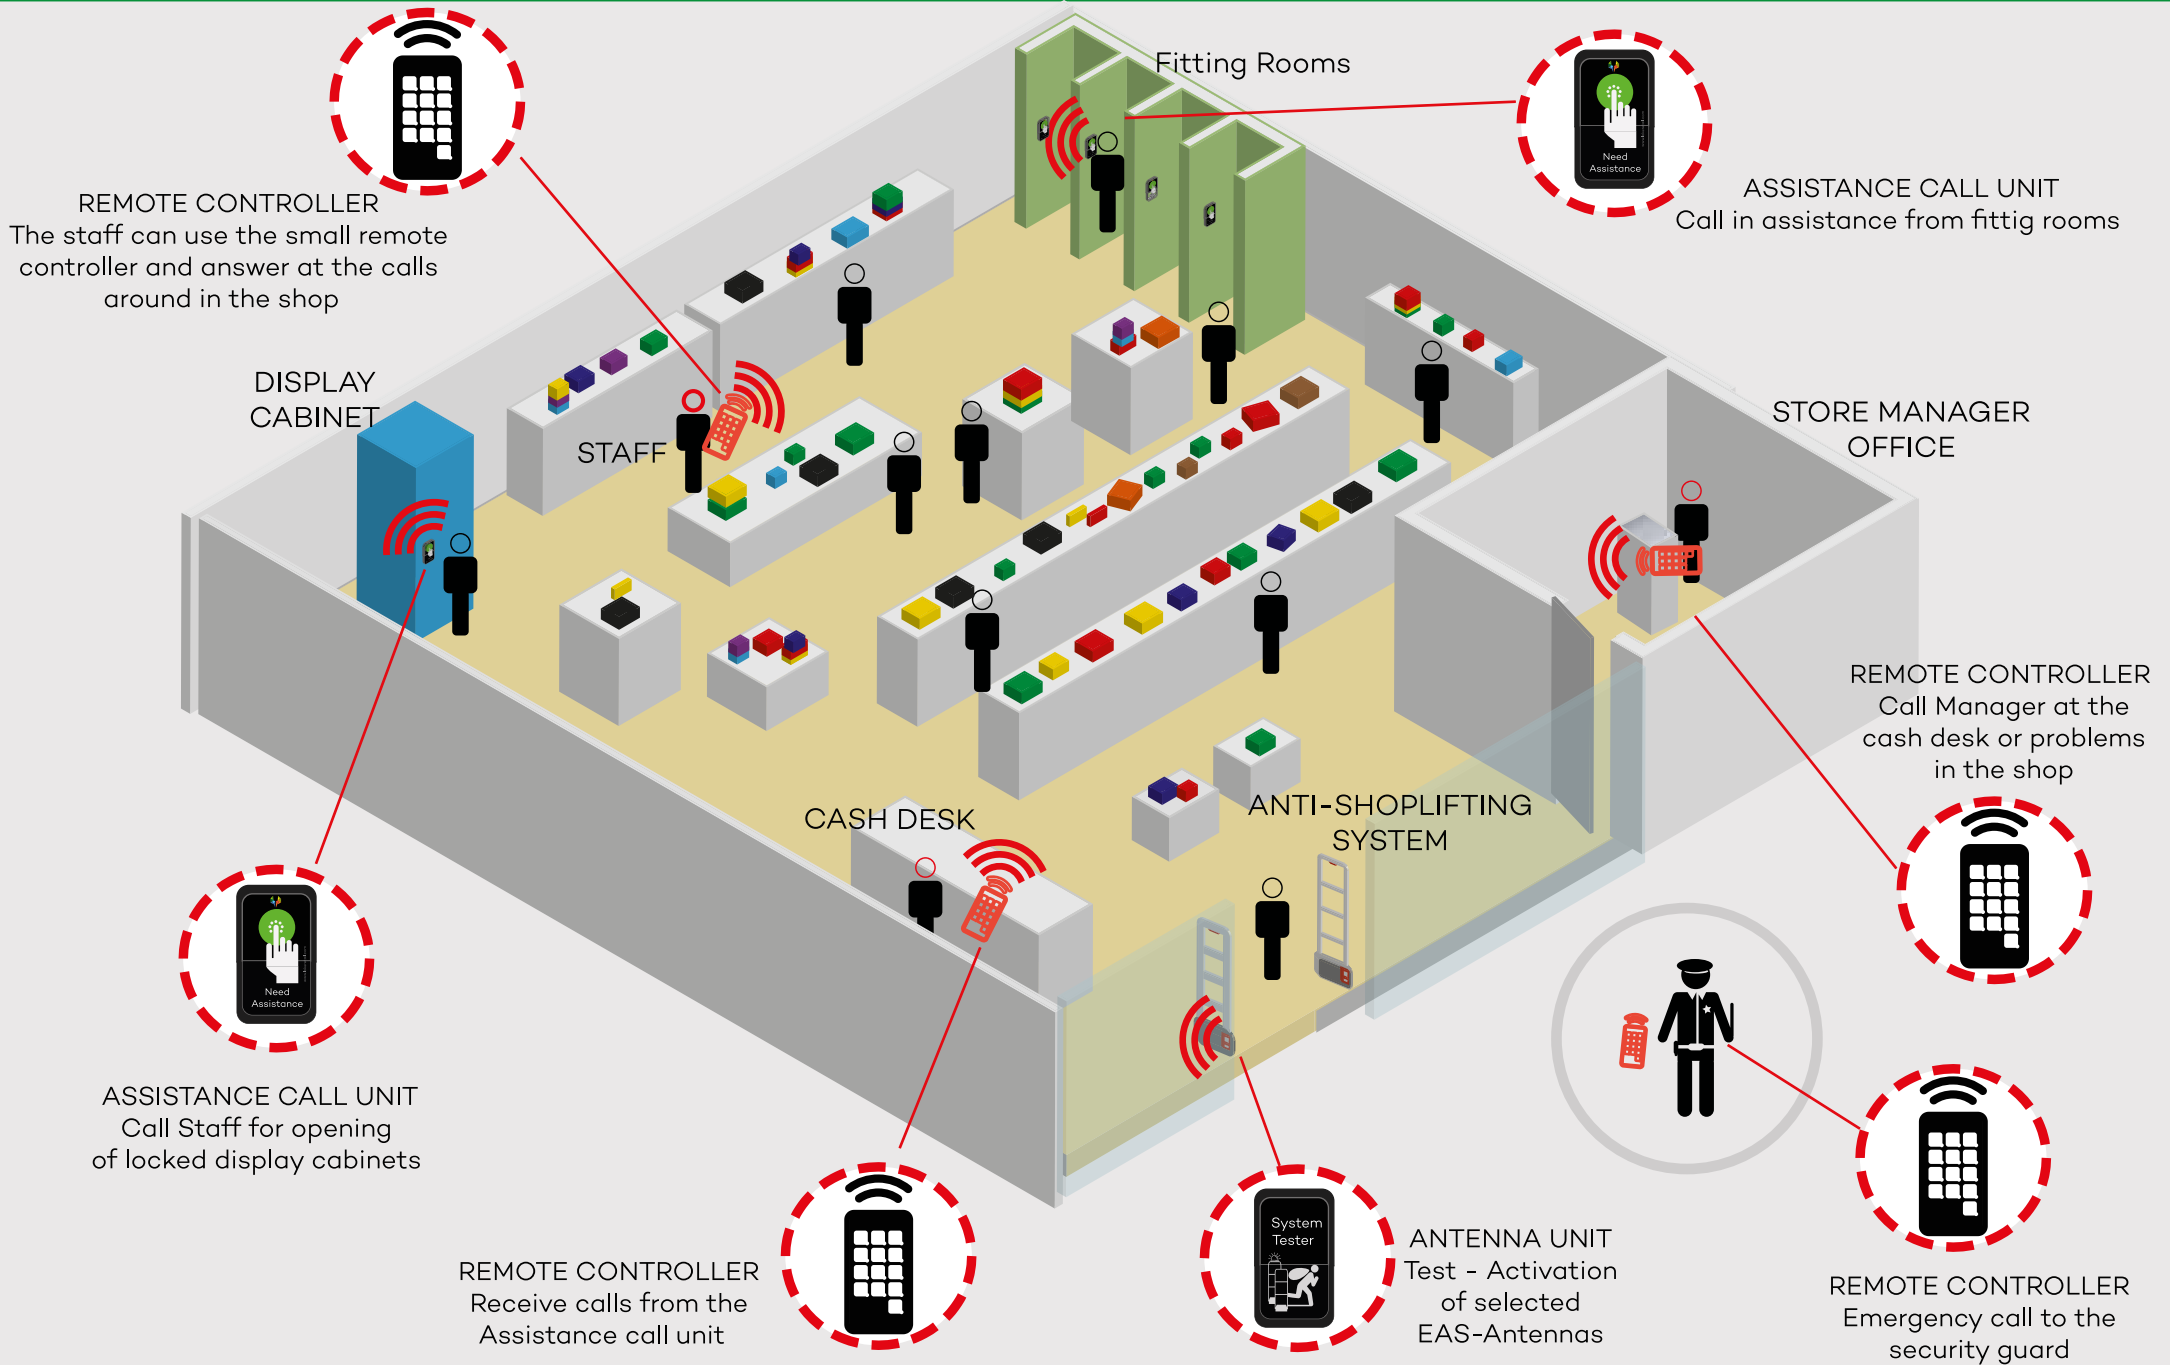 Fitting Rooms
Need
Assistance
ASSISTANCE CALL UNIT
Call in assistance from fittig rooms
REMOTE CONTROLLER
The staff can use the small remote
controller and answer at the calls
around in the shop
DISPLAY
CABINET
STAFF
STORE MANAGER
OFFICE
REMOTE CONTROLLER
Call Manager at the
cash desk or problems
in the shop
CASH DESK
ANTI-SHOPLIFTING
SYSTEM
Need
Assistance
ASSISTANCE CALL UNIT
Call Staff for opening
of locked display cabinets
REMOTE CONTROLLER
Receive calls from the
Assistance call unit
System
Tester
ANTENNA UNIT
Test - Activation
of selected
EAS-Antennas
REMOTE CONTROLLER
Emergency call to the
security guard